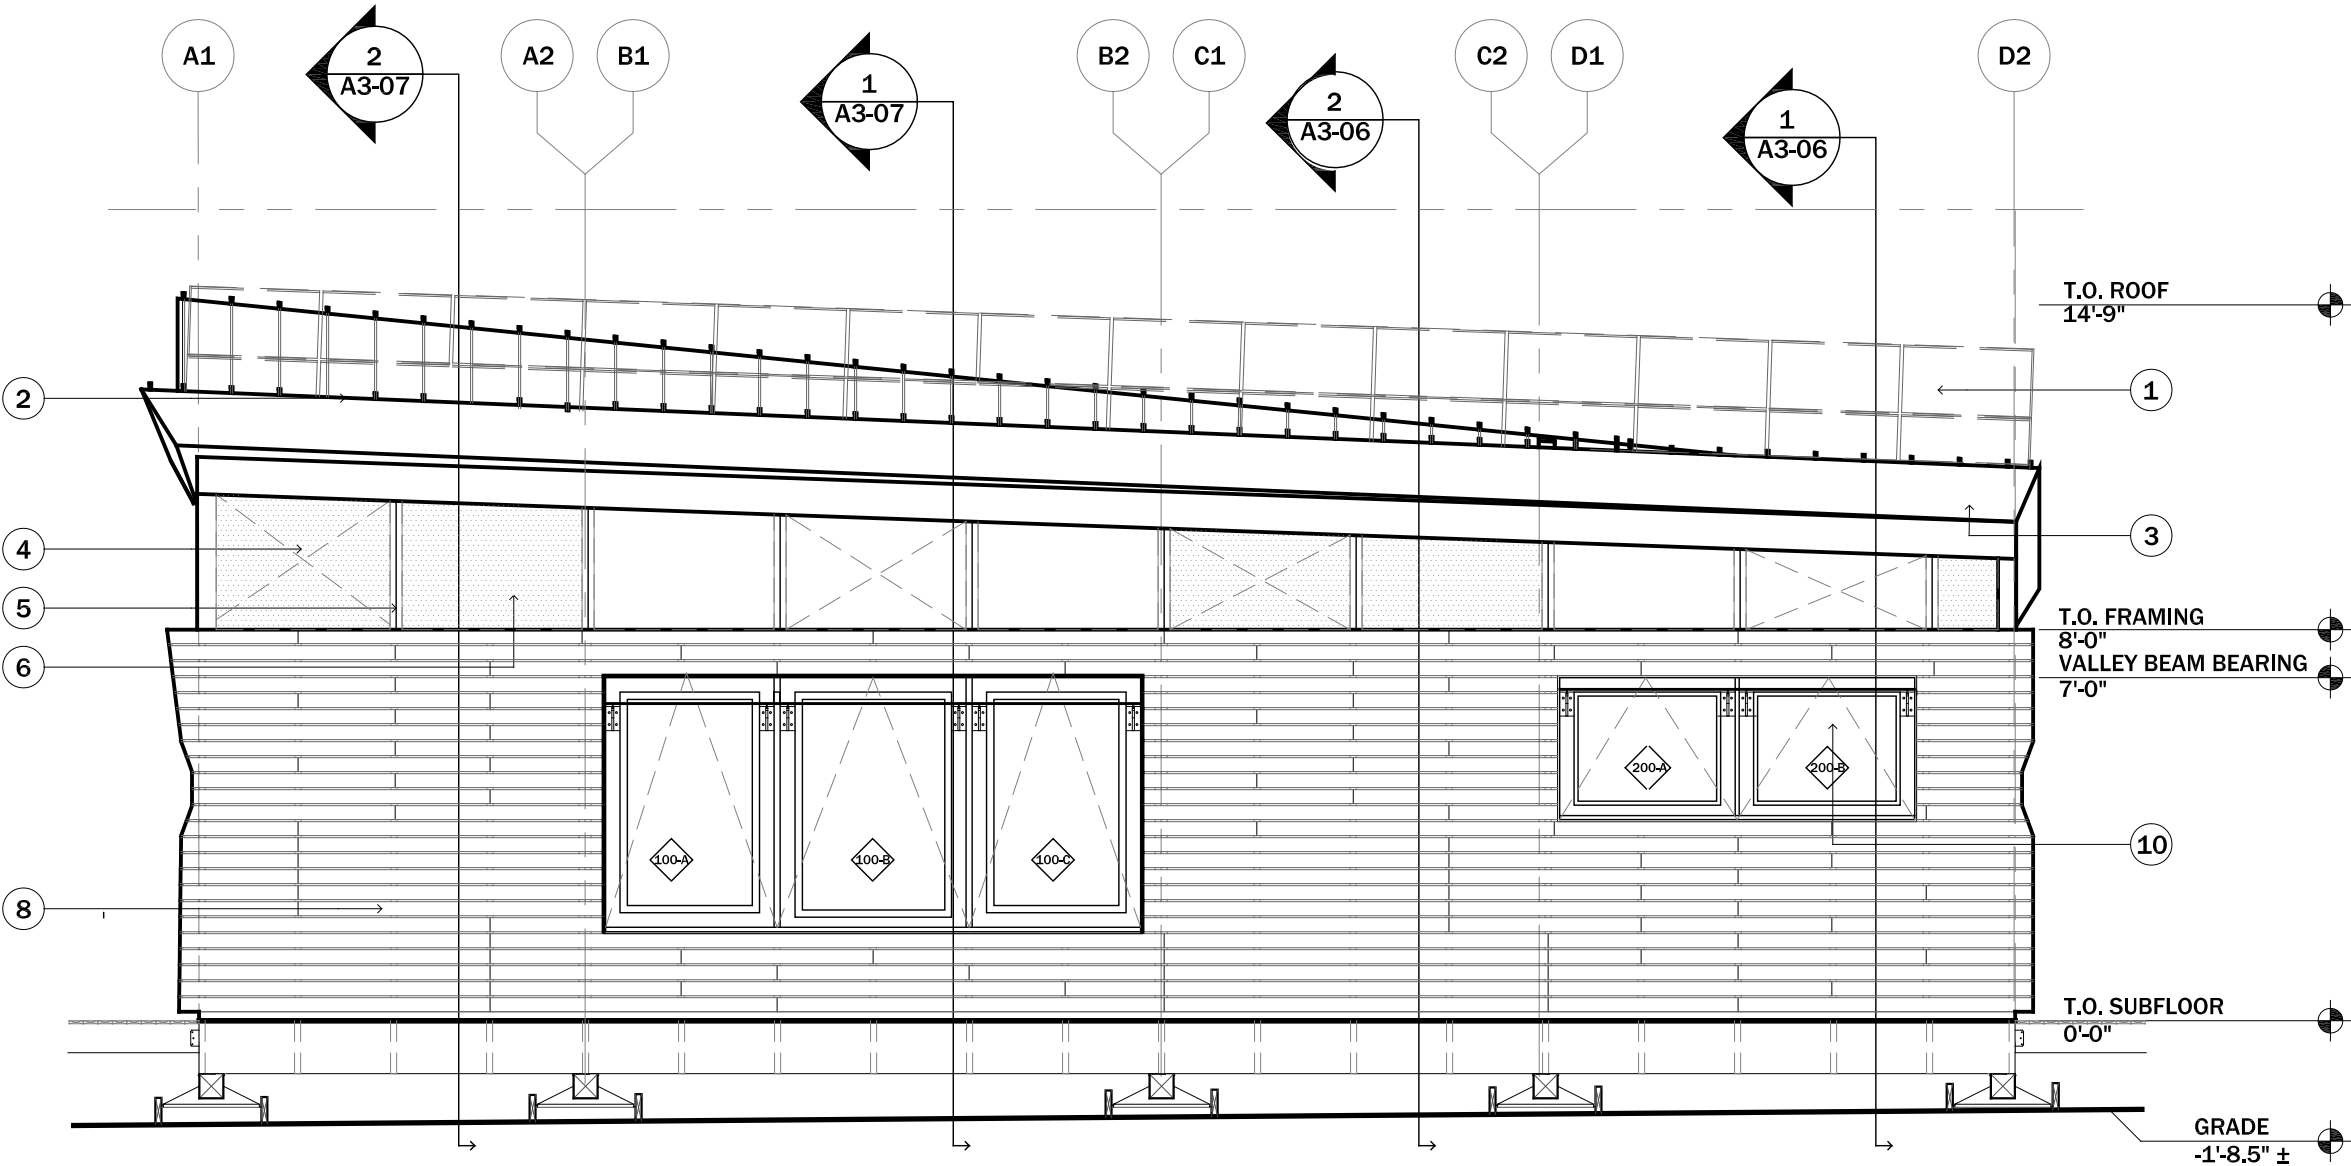 A1
2
A3-07
A2
B1
1
A3-07
B2
C1
2
A3-06
C2
D1
1
A3-06
D2
T.O. ROOF
14'-9"
2
1
3
4
5
T.O. FRAMING
8'-0"
6
VALLEY BEAM BEARING
7'-0"
200-A
200-B
10
100-A
100-B
100-C
8
T.O. SUBFLOOR
0'-0"
GRADE
-1'-8.5" ±